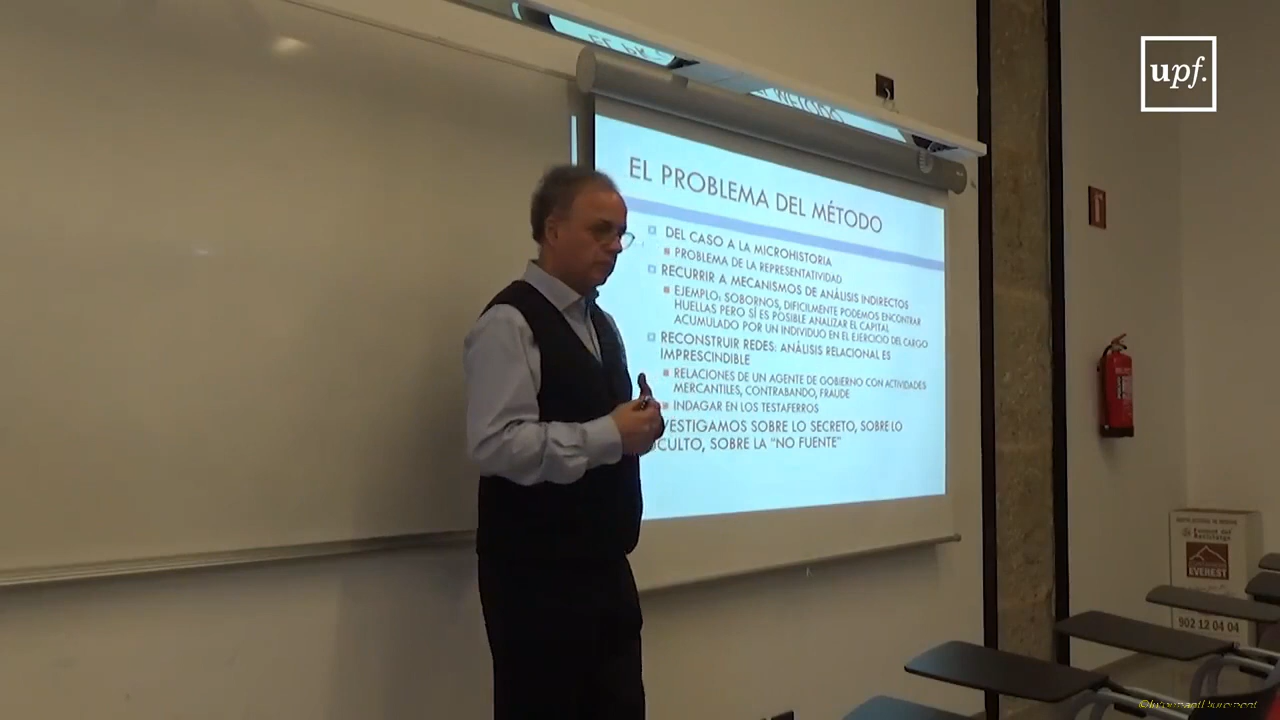 upf.
EL PROBLEMA DEL MÉTODO
DEL CASO A LA MICROHISTORIA
PROBLEMA DE LA REPRESENTATIVIDAD
RECURRIR A MECANISMOS DE ANÁLISIS INDIRECTOS
EJEMPLO: SOBORNOS, DIFICILMENTE PODEMOS ENCONTRAR
HUELLAS PERO SÍ ES POSIBLE ANALIZAR EL CAPITAL
ACUMULADO POR UN INDIVIDUO EN EL EJERCICIO DEL CARGO
RECONSTRUIR REDES: ANÁLISIS RELACIONAL ES
IMPRESCINDIBLE
RELACIONES DE UN AGENTE DE GOBIERNO CON ACTIVIDADES
MERCANTILES, CONTRABANDO, FRAUDE
INDAGAR EN LOS TESTAFERROS
VESTIGAMOS SOBRE LO SECRETO, SOBRE LO
CULTO, SOBRE LA "NO FUENTE"
EVEREST
902 12 04 04